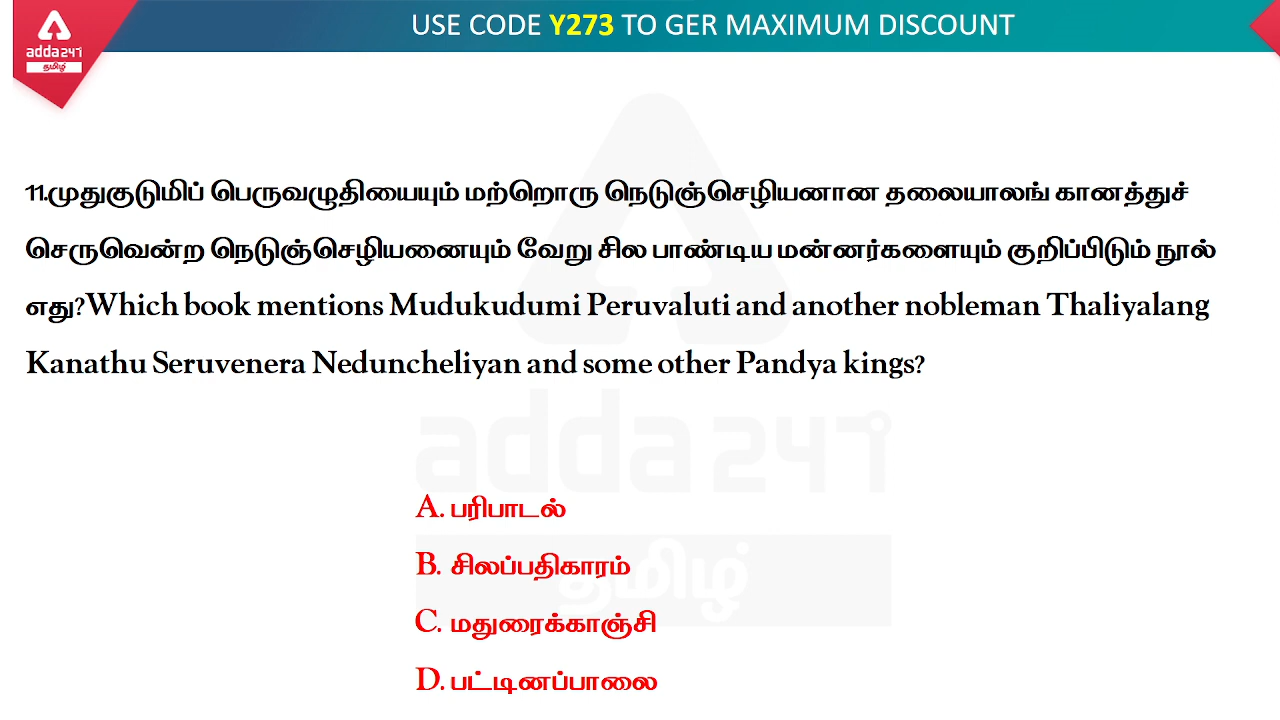 USE CODE Y273 TO GER MAXIMUM DISCOUNT
adda247
தமிழ்
11.முதுகுடுமிப் பெருவழுதியையும் மற்றொரு நெடுஞ்செழியனான தலையாலங் கானத்துச்
செருவென்ற நெடுஞ்செழியனையும் வேறு சில பாண்டிய மன்னர்களையும் குறிப்பிடும் நூல்
எது?Which book mentions Mudukudumi Peruvaluti and another nobleman Thaliyalang
Kanathu Seruvenera Neduncheliyan and some other Pandya kings?
adda247
A. பரிபாடல்
B. சிலப்பதிகாரம்
தமிழ்
C. மதுரைக்காஞ்சி
D. பட்டினப்பாலை